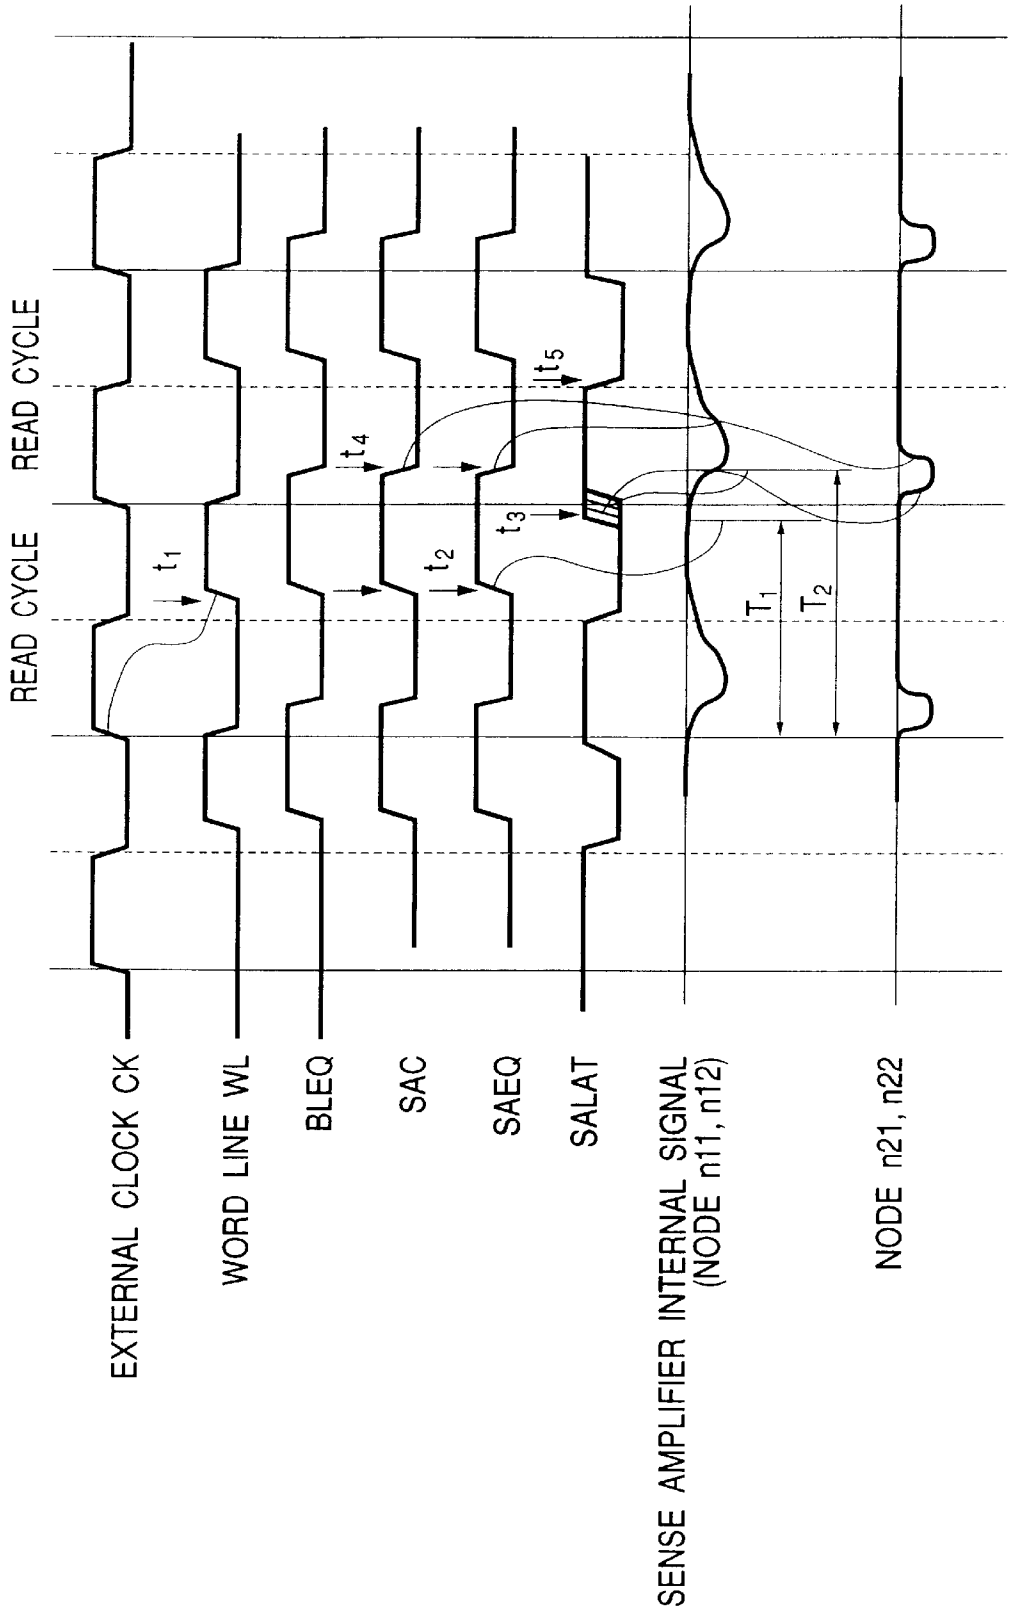 READ CYCLE READ CYCLE
EXTERNAL CLOCK CK
t1
WORD LINE WL
BLEQ
t4
SAC
t2
SAEQ
t3
t5
SALAT
SENSE AMPLIFIER INTERNAL SIGNAL
(NODE n11, n12)
T1
T2
NODE n21, n22